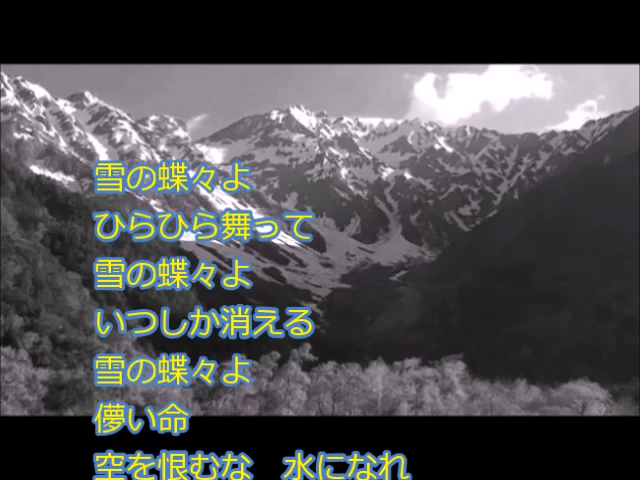 雪の蝶々よ
ひらひら舞って
雪の蝶々よ
いつしか消える
雪の蝶々よ
儚い命
空を恨むな　水になれ